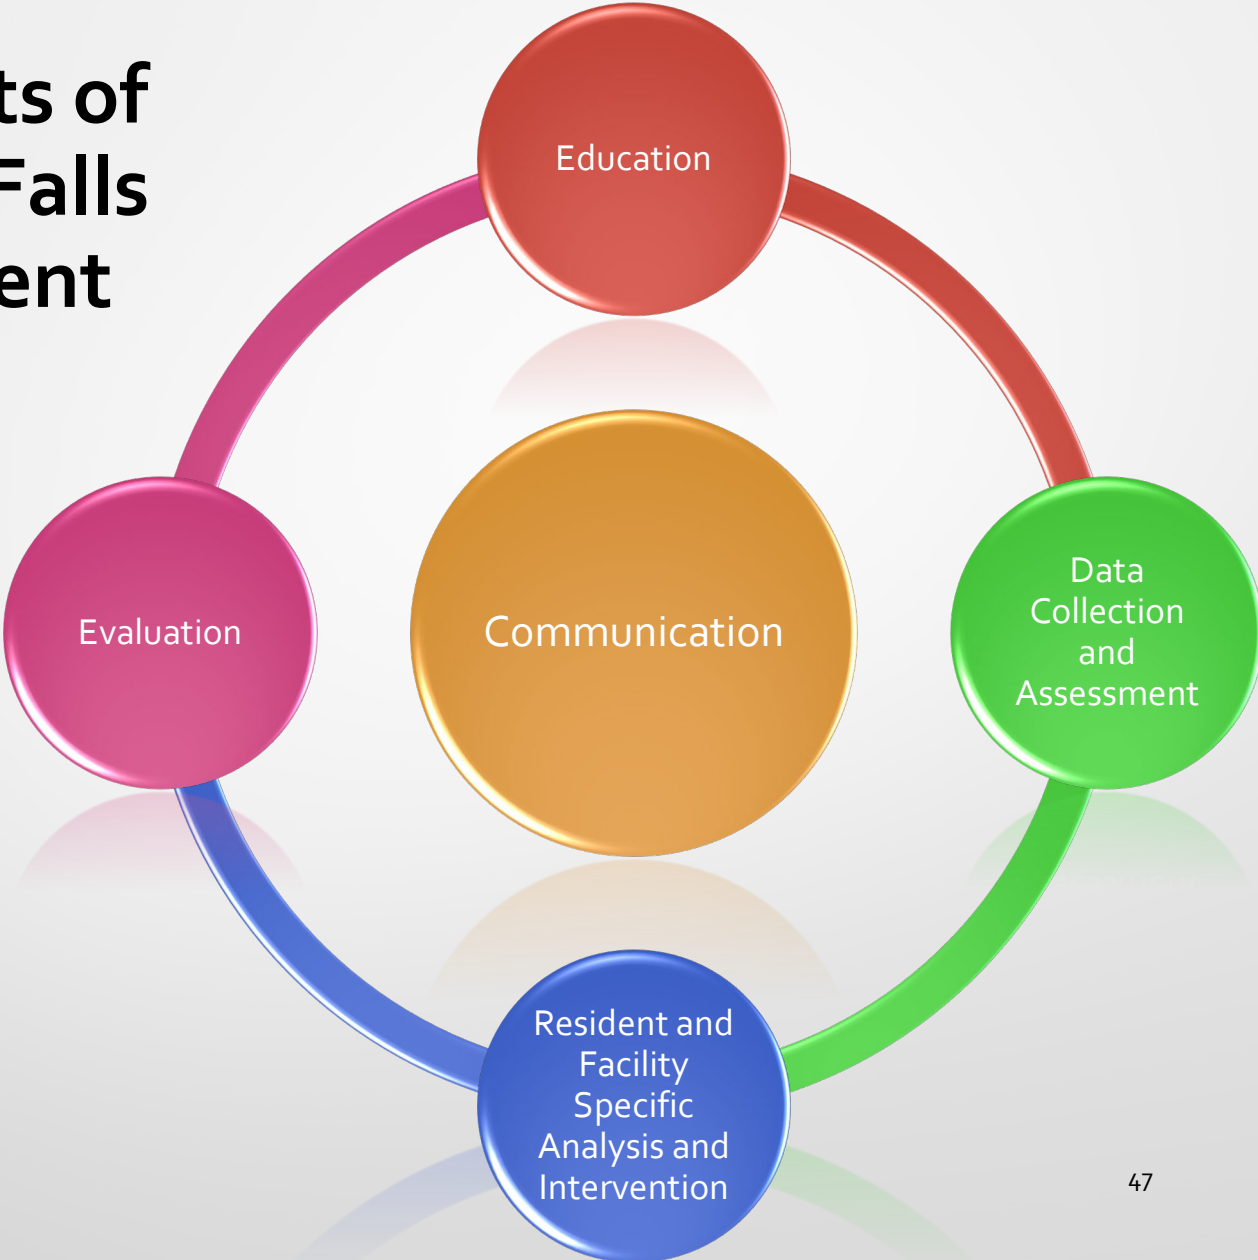 ts of
Falls
ent
Education
Communication
Evaluation
Data
Collection
and
Assessment
Resident and
Facility
Specific
Analysis and
Intervention
47